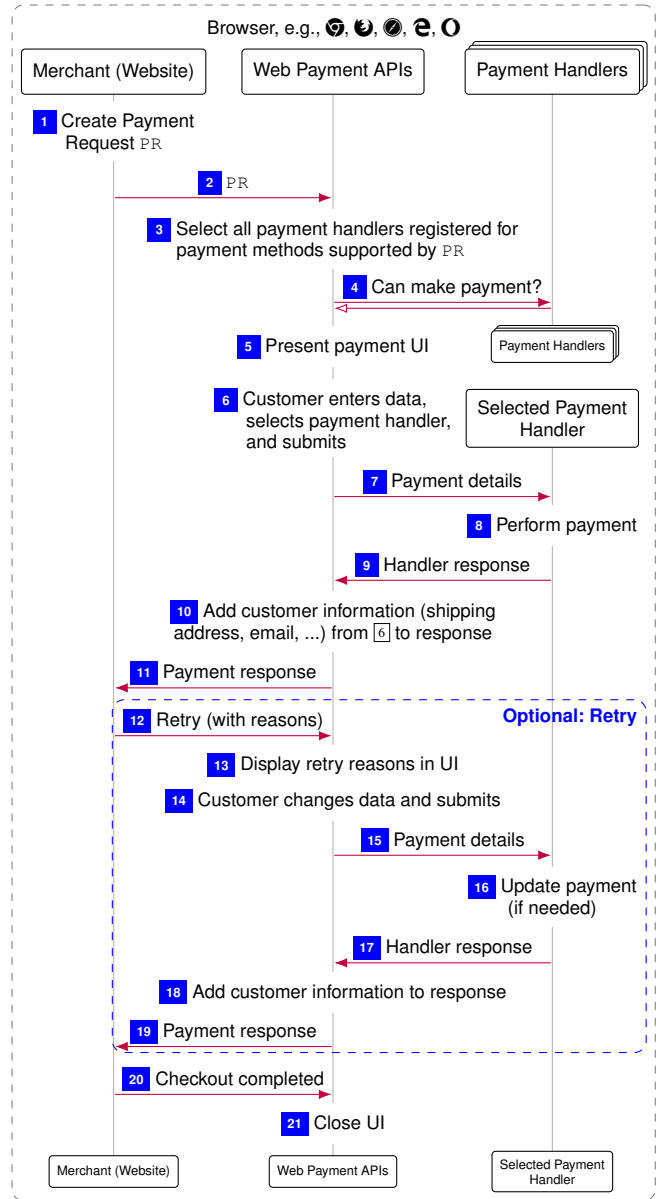 Browser, e.g., , , , ,
Merchant (Website)
Web Payment APIs
Payment Handlers
1 Create Payment
Request PR
2 PR
3 Select all payment handlers registered for
payment methods supported by PR
4 Can make payment?
5 Present payment UI
Payment Handlers
6 Customer enters data,
selects payment handler,
and submits
Selected Payment
Handler
7 Payment details
8 Perform payment
9 Handler response
10 Add customer information (shipping
address, email, ...) from 6 to response
11 Payment response
Optional: Retry
12 Retry (with reasons)
13 Display retry reasons in UI
14 Customer changes data and submits
15 Payment details
16 Update payment
(if needed)
17 Handler response
18 Add customer information to response
19 Payment response
20 Checkout completed
21 Close UI
Merchant (Website)
Web Payment APIs
Selected Payment
Handler